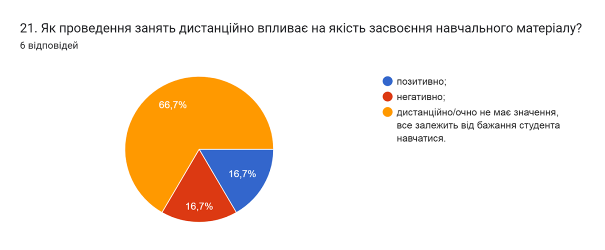 21. Як проведення занять дистанційно впливає на якість засвоєння навчального матеріалу?
6 відповідей
66,7%
16,7%
16,7%
позитивно;
негативно;
дистанційно/очно не має значення,
все залежить від бажання студента
навчатися.